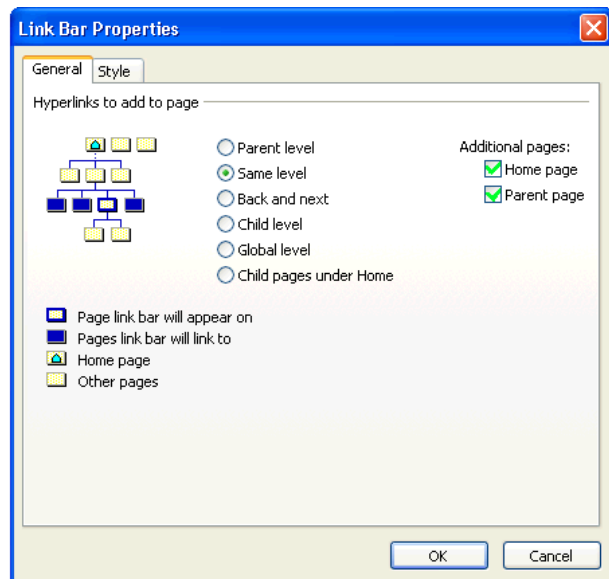 Link Bar Properties
General
Style
Hyperlinks to add to page
Parent level
Same level
Back and next
Child level
Global level
Child pages under Home
Additional pages:
Home page
Parent page
Page link bar will appear on
Pages link bar will link to
Home page
Other pages
OK
Cancel